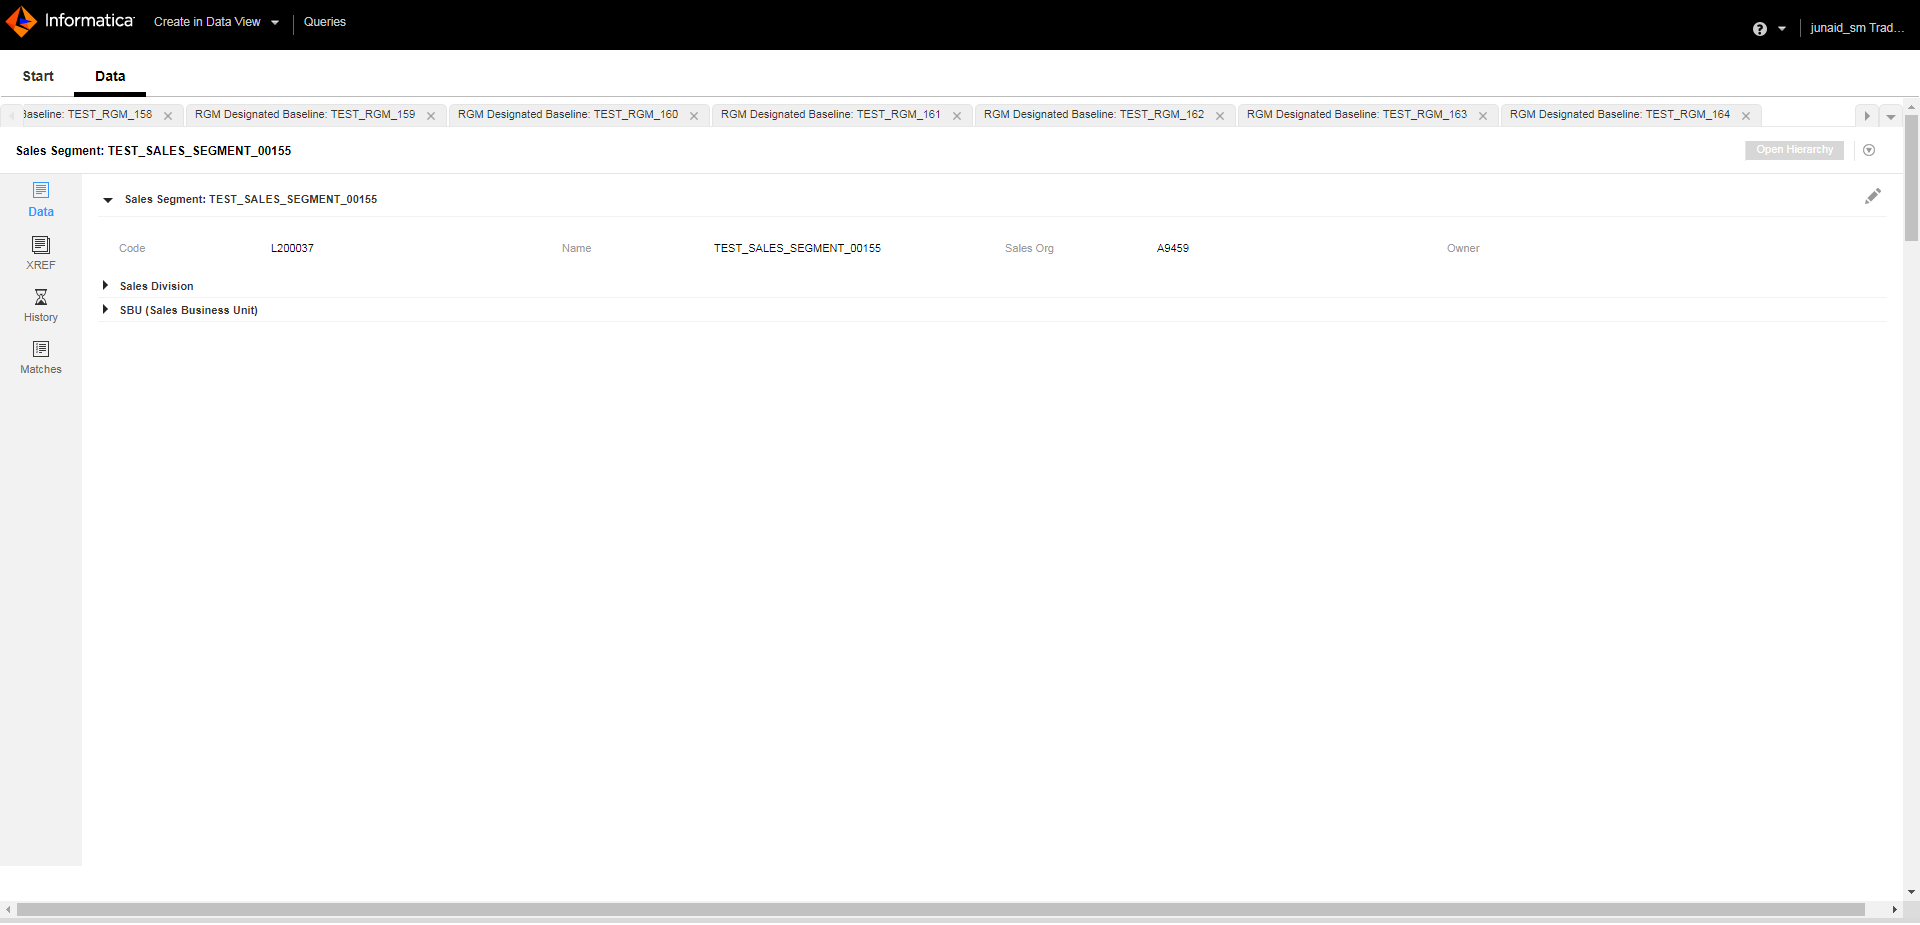 Informatica Create in Data View Queries junaid_sm Trad...
Start Data
Baseline: TEST_RGM_158 RGM Designated Baseline: TEST_RGM_159 RGM Designated Baseline: TEST_RGM_160 RGM Designated Baseline: TEST_RGM_161 RGM Designated Baseline: TEST_RGM_162 RGM Designated Baseline: TEST_RGM_163 RGM Designated Baseline: TEST_RGM_164
Sales Segment: TEST_SALES_SEGMENT_00155 Open Hierarchy
Data
XREF
History
Matches
Sales Segment: TEST_SALES_SEGMENT_00155
Code L200037 Name TEST_SALES_SEGMENT_00155 Sales Org A9459 Owner
Sales Division
SBU (Sales Business Unit)